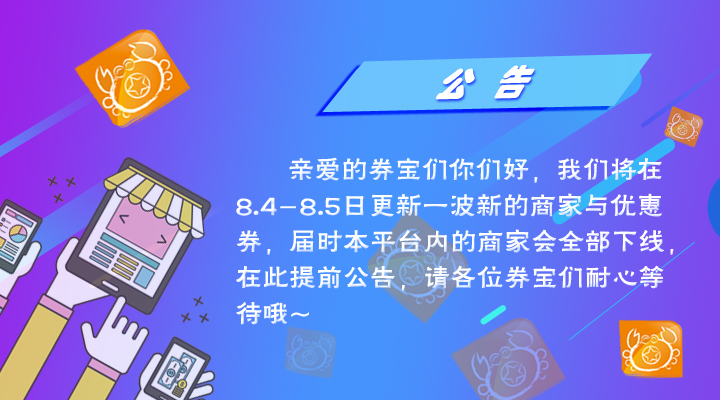 公告
亲爱的券宝们你们好，我们将在
8.4-8.5日更新一波新的商家与优惠
券，届时本平台内的商家会全部下线，
在此提前公告，请各位券宝们耐心等
待哦~